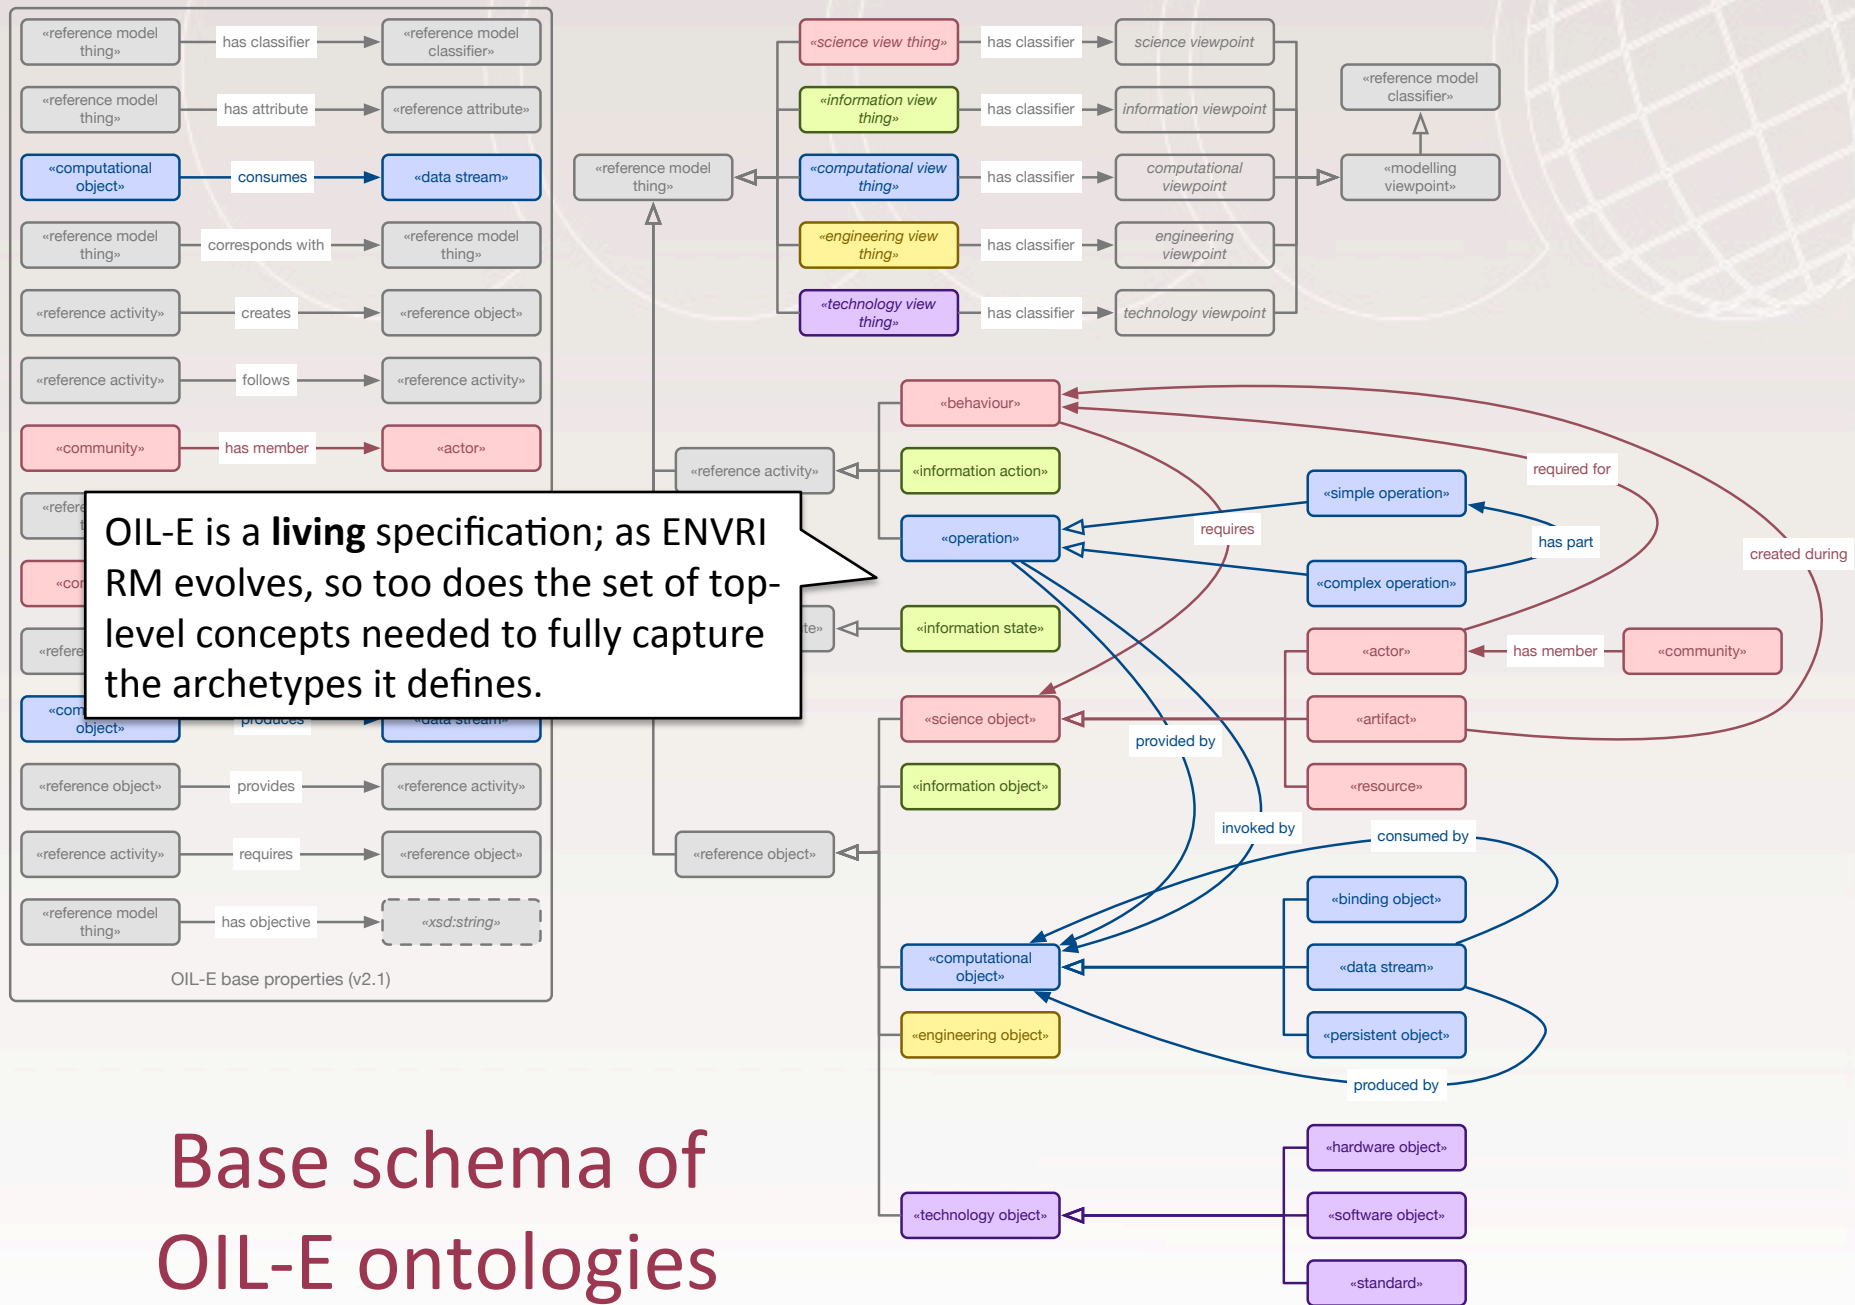 «reference model
thing»
has classifier
«reference model
classifier»
«reference model
thing»
has attribute
«reference attribute»
«computational
object»
consumes
«data stream»
«reference model
thing»
corresponds with
«reference model
thing»
«reference activity»
creates
«reference object»
«reference activity»
follows
«reference activity»
«community»
has member
«actor»
«computational
object»
produces
«data stream»
«reference object»
provides
«reference activity»
«reference activity»
requires
«reference object»
«reference model
thing»
has objective
«xsd:string»
OIL-E base properties (v2.1)
OIL-E is a living specification; as ENVRI
RM evolves, so too does the set of top-
level concepts needed to fully capture
the archetypes it defines.
«reference model
thing»
«science view thing»
has classifier
science viewpoint
«information view
thing»
has classifier
information viewpoint
«computational view
thing»
has classifier
computational
viewpoint
«engineering view
thing»
has classifier
engineering
viewpoint
«technology view
thing»
has classifier
technology viewpoint
«reference model
classifier»
«modelling
viewpoint»
«reference activity»
«behaviour»
«information action»
«operation»
«simple operation»
«complex operation»
has part
required for
requires
created during
«information state»
«actor»
has member
«community»
«science object»
«artifact»
«resource»
provided by
«information object»
invoked by
consumed by
«reference object»
«binding object»
«computational
object»
«data stream»
«engineering object»
«persistent object»
produced by
«hardware object»
«technology object»
«software object»
«standard»
Base schema of
OIL-E ontologies